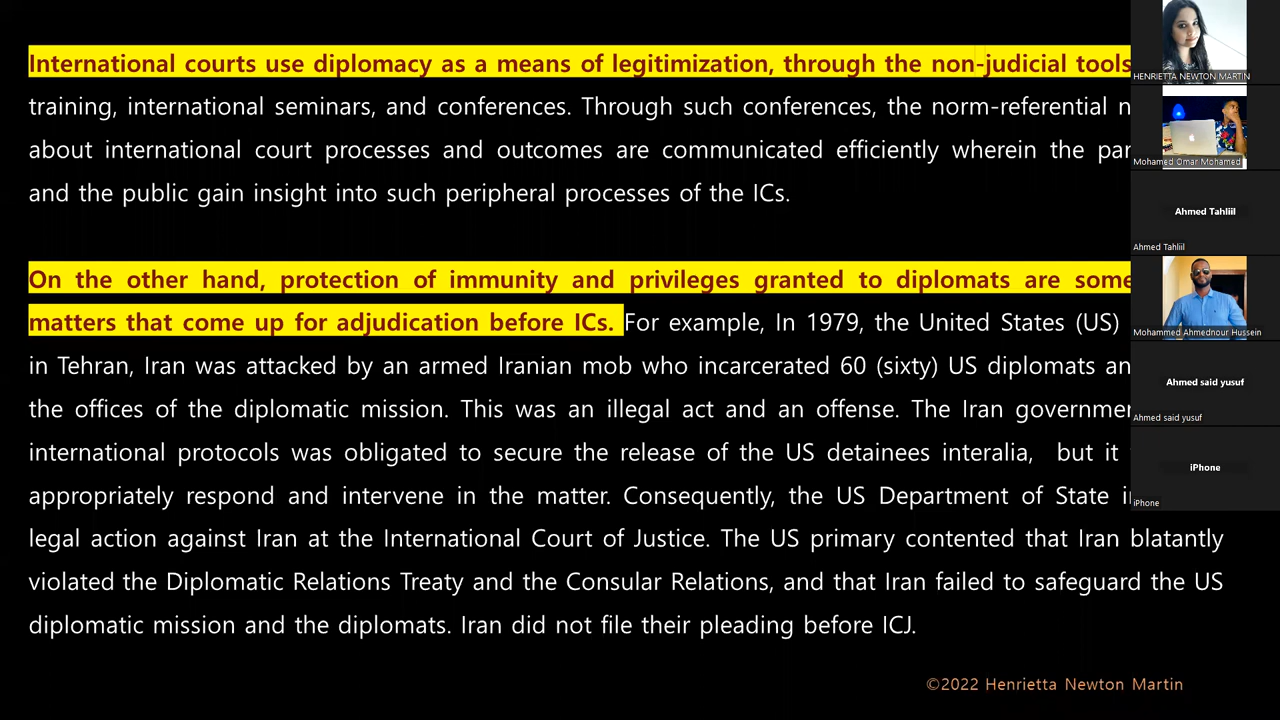 International courts use diplomacy as a means of legitimization, through the non-judicial tools
training, international seminars, and conferences. Through such conferences, the norm-referential
about international court processes and outcomes are communicated efficiently wherein the
and the public gain insight into such peripheral processes of the ICs.
On the other hand, protection of immunity and privileges granted to diplomats are some
matters that come up for adjudication before ICs. For example, In 1979, the United States (US)
in Tehran, Iran was attacked by an armed Iranian mob who incarcerated 60 (sixty) US diplomats
the offices of the diplomatic mission. This was an illegal act and an offense. The Iran
international protocols was obligated to secure the release of the US detainees interalia, but it
appropriately respond and intervene in the matter. Consequently, the US Department of State
legal action against Iran at the International Court of Justice. The US primary contented that Iran blatantly
violated the Diplomatic Relations Treaty and the Consular Relations, and that Iran failed to safeguard the US
diplomatic mission and the diplomats. Iran did not file their pleading before ICJ.
©2022 Henrietta Newton Martin
HENRIETTA NEWTON MARTIN
Mohamed Omar Mohamed
Ahmed Tahliil
Ahmed Tahliil
Mohammed Ahmednour Hussein
Ahmed said yusuf
Ahmed said yusuf
iPhone
iPhone